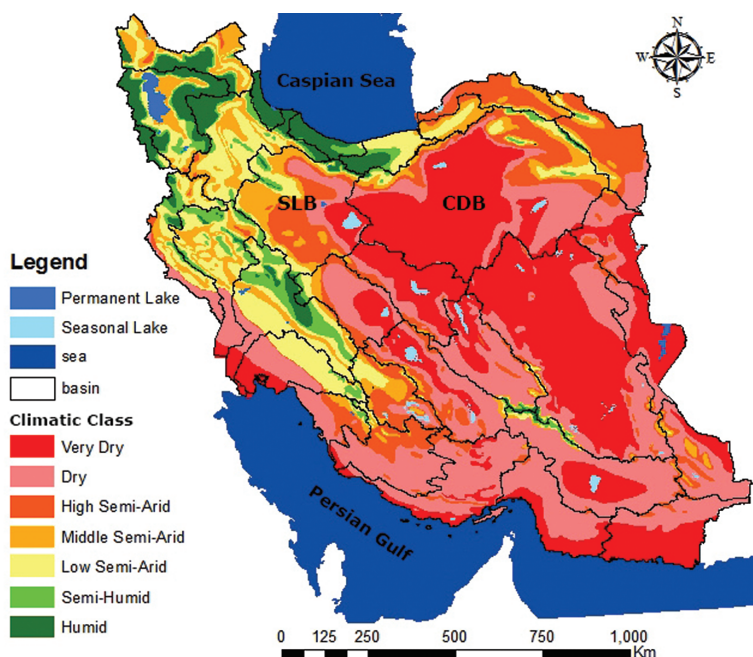 N
W E
S
Caspian Sea
SLB
CDB
Persian Gulf
Legend
Permanent Lake
Seasonal Lake
sea
basin
Climatic Class
Very Dry
Dry
High Semi-Arid
Middle Semi-Arid
Low Semi-Arid
Semi-Humid
Humid
0 125 250 500 750 1,000
Km